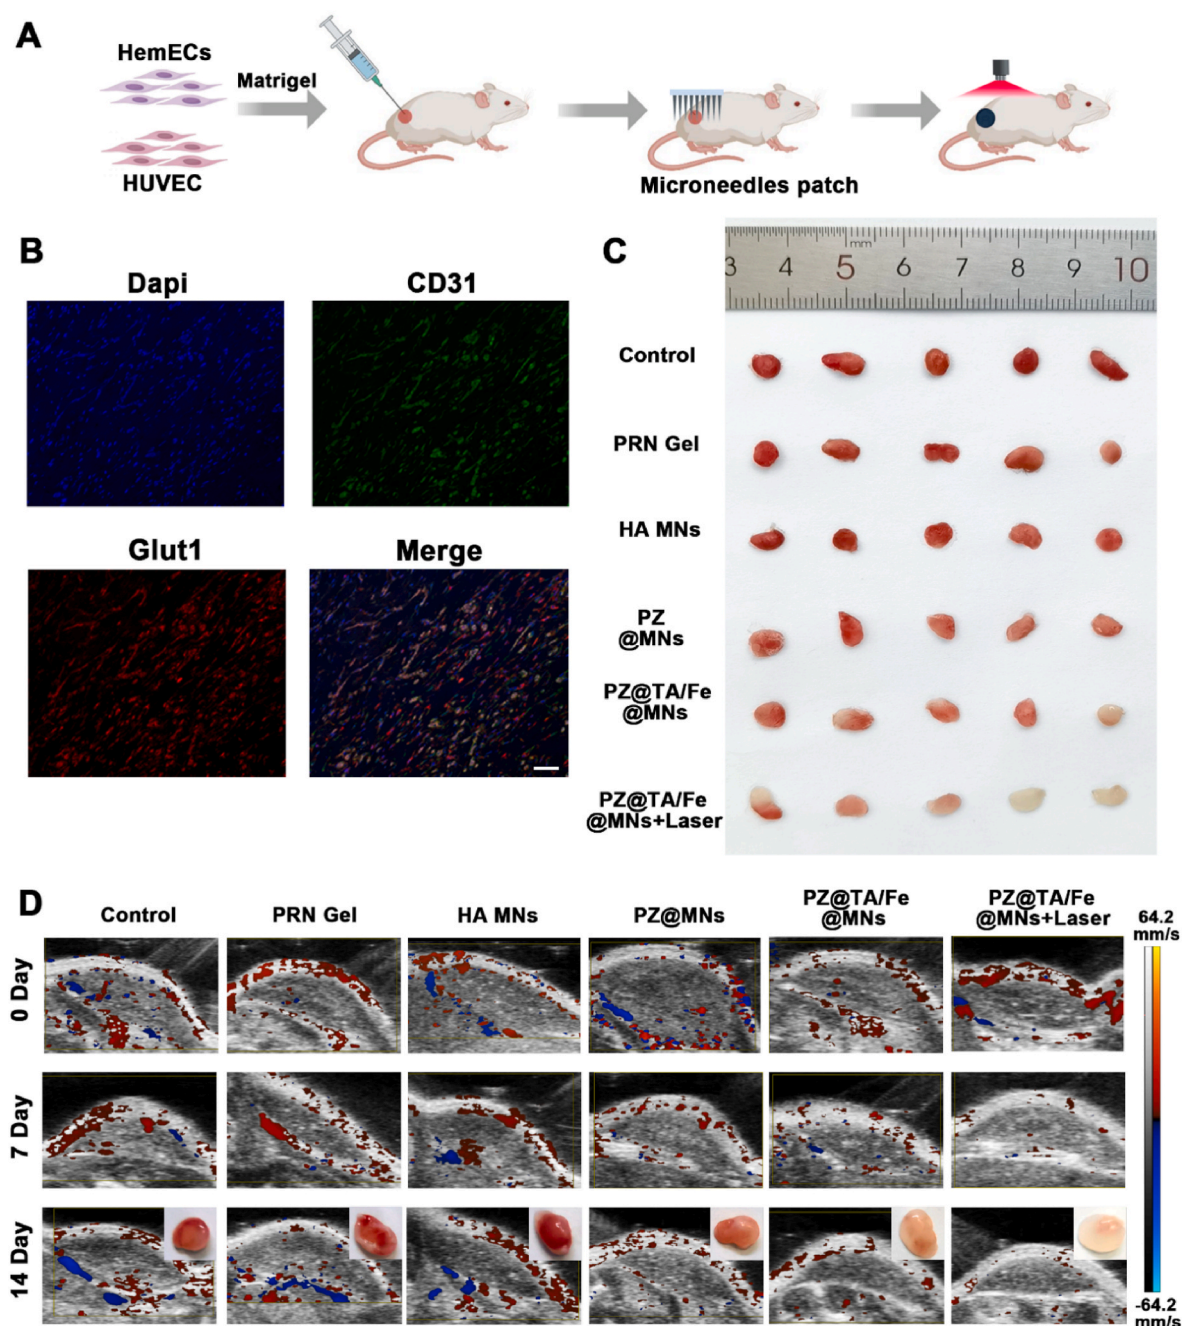 A
HemECs
Matrigel
HUVEC
Microneedles patch
B
Dapi
CD31
Glut1
Merge
C
mm
3 4 5 6 7 8 9 10
Control
PRN Gel
HA MNs
PZ
@MNs
PZ@TA/Fe
@MNs
PZ@TA/Fe
@MNs+Laser
D
Control
PRN Gel
HA MNs
PZ@MNs
PZ@TA/Fe
@MNs
PZ@TA/Fe
@MNs+Laser
64.2
mm/s
0 Day
7 Day
14 Day
-64.2
mm/s